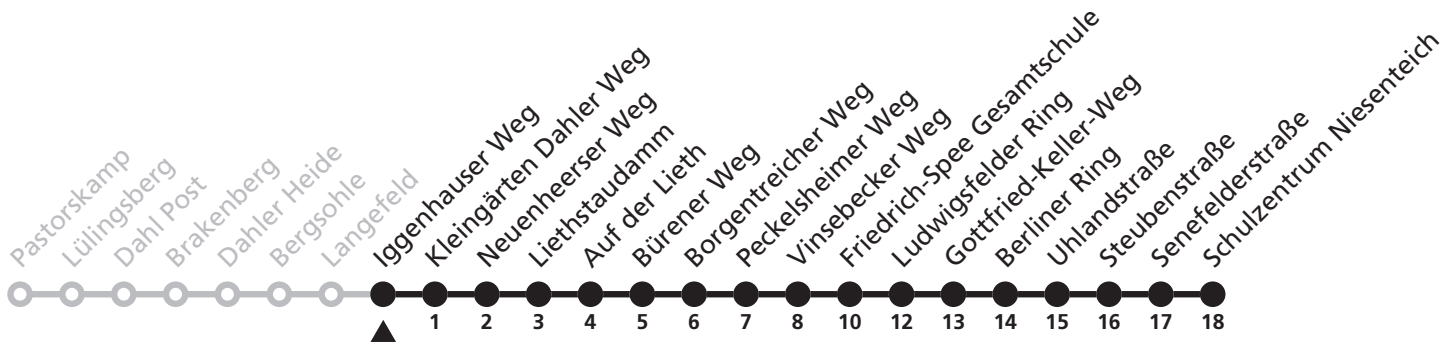 Pastorskamp
Lülingsberg
Dahl Post
Brakenberg
Dahler Heide
Bergsohle
Langefeld
Iggenhauser Weg
Kleingärten Dahler Weg
Neuenheerser Weg
Liethstaudamm
Auf der Lieth
Bürener Weg
Borgentreicher Weg
Peckelsheimer Weg
Vinsebecker Weg
Friedrich-Spee Gesamtschule
Ludwigsfelder Ring
Gottfried-Keller-Weg
Berliner Ring
Uhlandstraße
Steubenstraße
Senefelderstraße
Schulzentrum Niesenteich
1 2 3 4 5 6 7 8 10 12 13 14 15 16 17 18